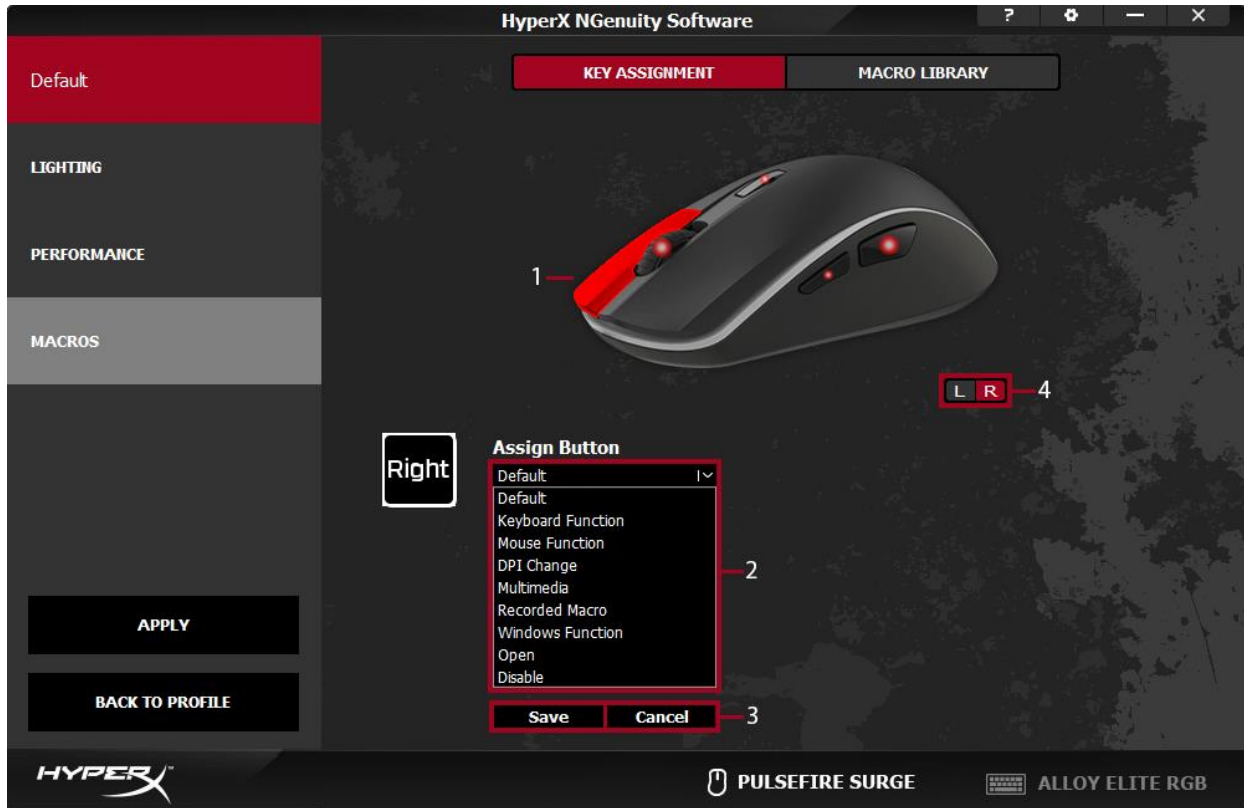 HyperX NGenuity Software
?
KEY ASSIGNMENT
MACRO LIBRARY
Default
LIGHTING
PERFORMANCE
MACROS
1
L R
4
Right
Assign Button
Default
Default
Keyboard Function
Mouse Function
DPI Change
Multimedia
Recorded Macro
Windows Function
Open
Disable
2
Save
Cancel
3
APPLY
BACK TO PROFILE
HYPERX™
PULSEFIRE SURGE
ALLOY ELITE RGB